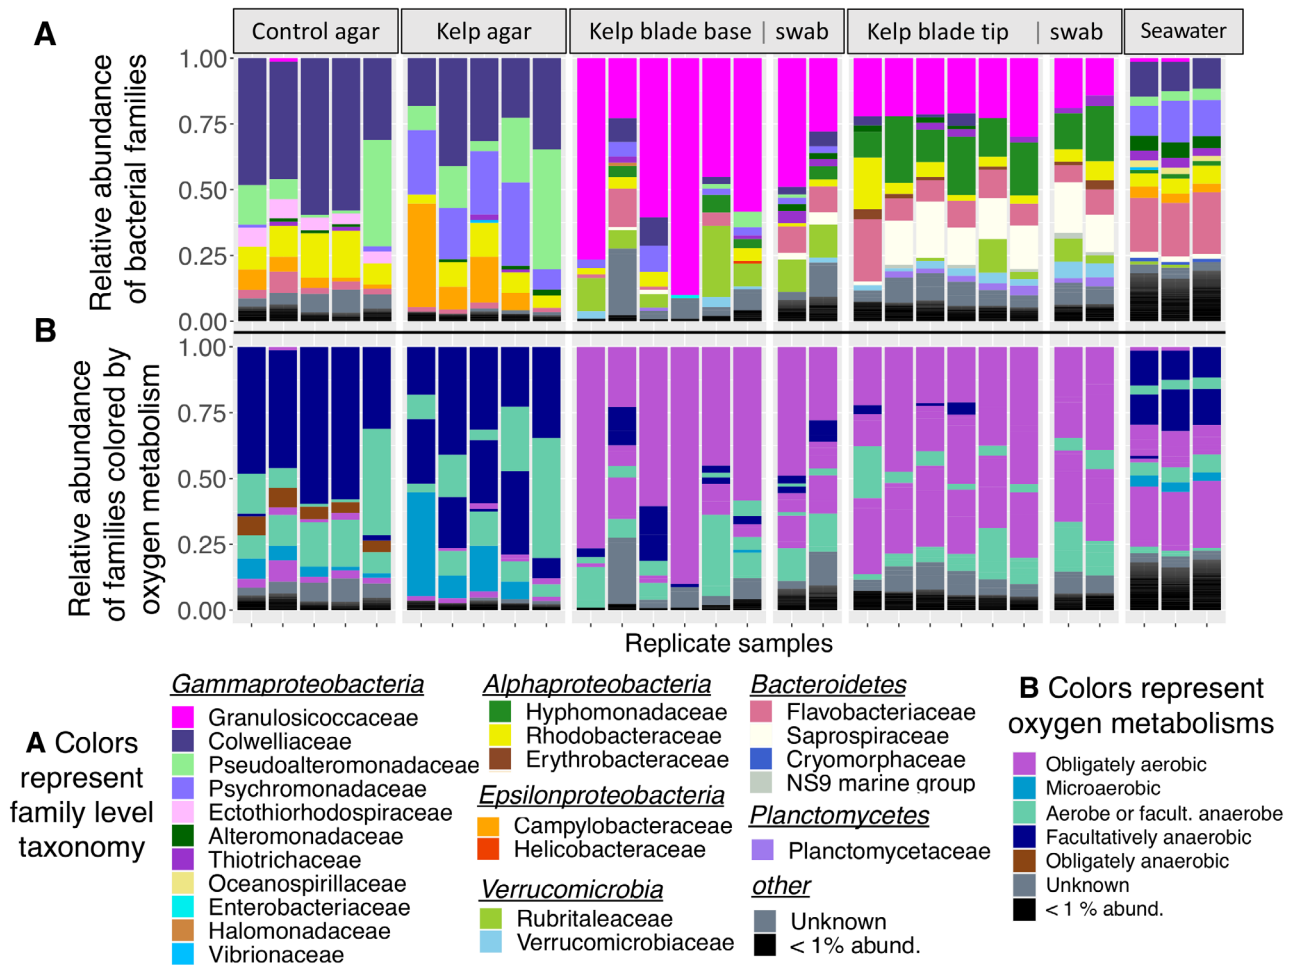 A
Control agar
Kelp agar
Kelp blade base | swab
Kelp blade tip | swab
Seawater
Relative abundance
of bacterial families
1.00
0.75
0.50
0.25
0.00
B
Relative abundance
of families colored by
oxygen metabolism
1.00
0.75
0.50
0.25
0.00
Replicate samples
A Colors
represent
family level
taxonomy
Gammaproteobacteria
Granulosicoccaceae
Colwelliaceae
Pseudoalteromonadaceae
Psychromonadaceae
Ectothiorhodospiraceae
Alteromonadaceae
Thiotrichaceae
Oceanospirillaceae
Enterobacteriaceae
Halomonadaceae
Vibrionaceae
Alphaproteobacteria
Hyphomonadaceae
Rhodobacteraceae
Erythrobacteraceae
Epsilonproteobacteria
Campylobacteraceae
Helicobacteraceae
Verrucomicrobia
Rubritaleaceae
Verrucomicrobiaceae
Bacteroidetes
Flavobacteriaceae
Saprospiraceae
Cryomorphaceae
NS9 marine group
Planctomycetes
Planctomycetaceae
other
Unknown
< 1% abund.
B Colors represent
oxygen metabolisms
Obligately aerobic
Microaerobic
Aerobe or facult. anaerobe
Facultatively anaerobic
Obligately anaerobic
Unknown
< 1 % abund.